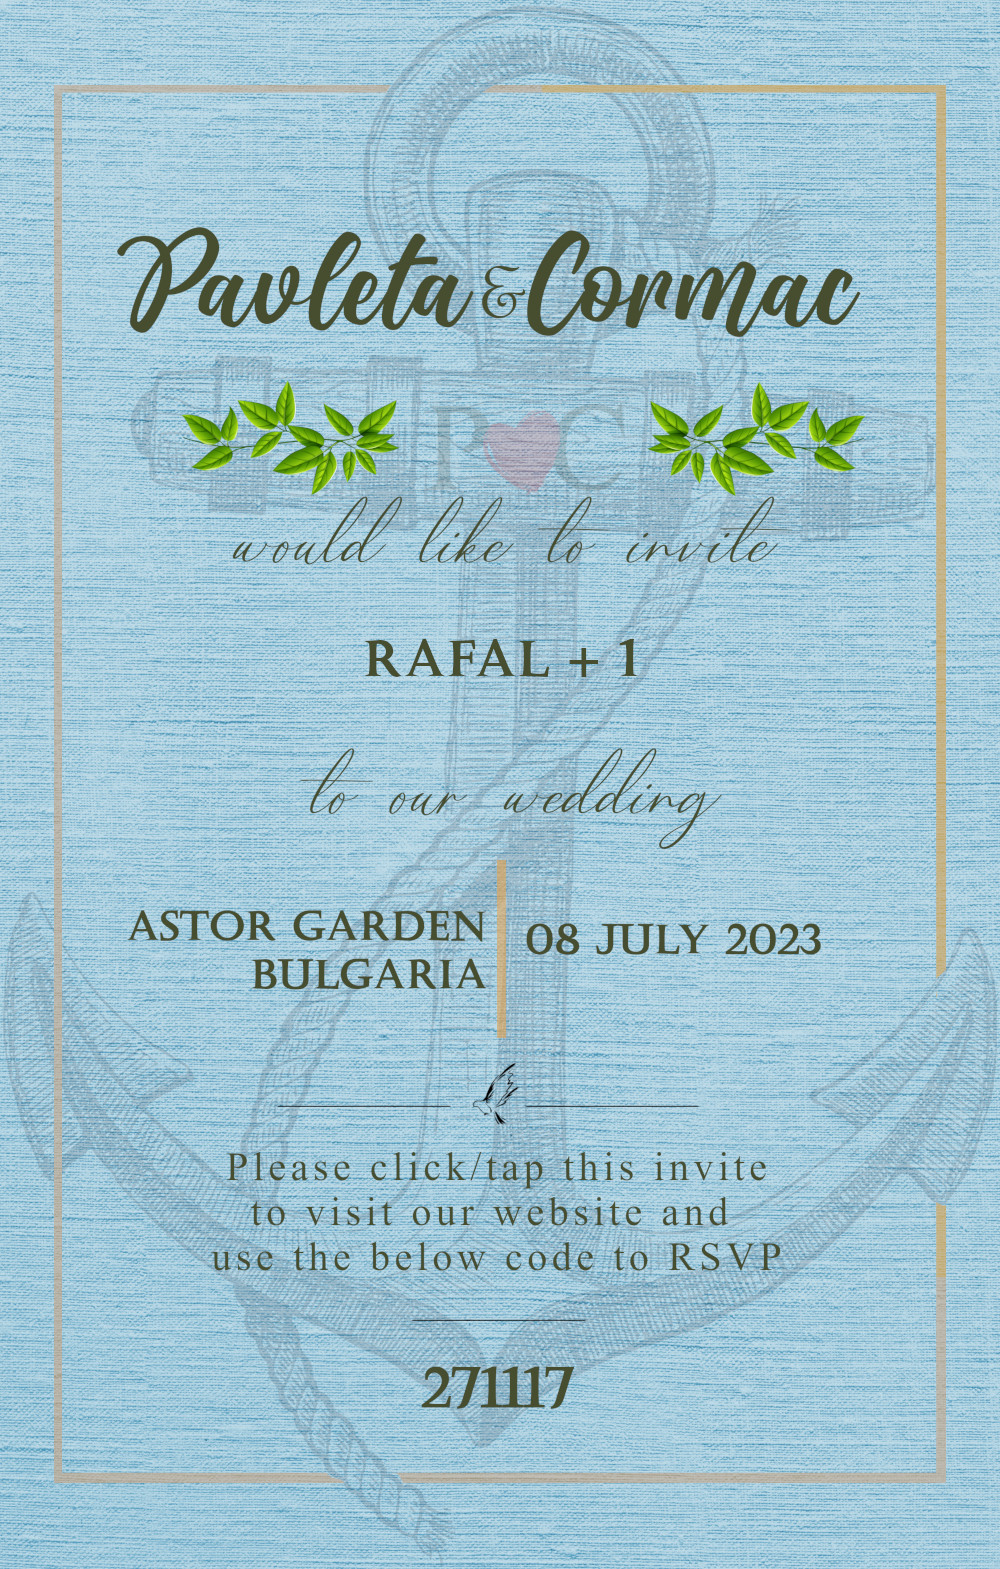 Pavleta & Cormac
P C
would like to invite
RAFAL + 1
to our wedding
ASTOR GARDEN
BULGARIA
08 JULY 2023
Please click/tap this invite
to visit our website and
use the below code to RSVP
271117